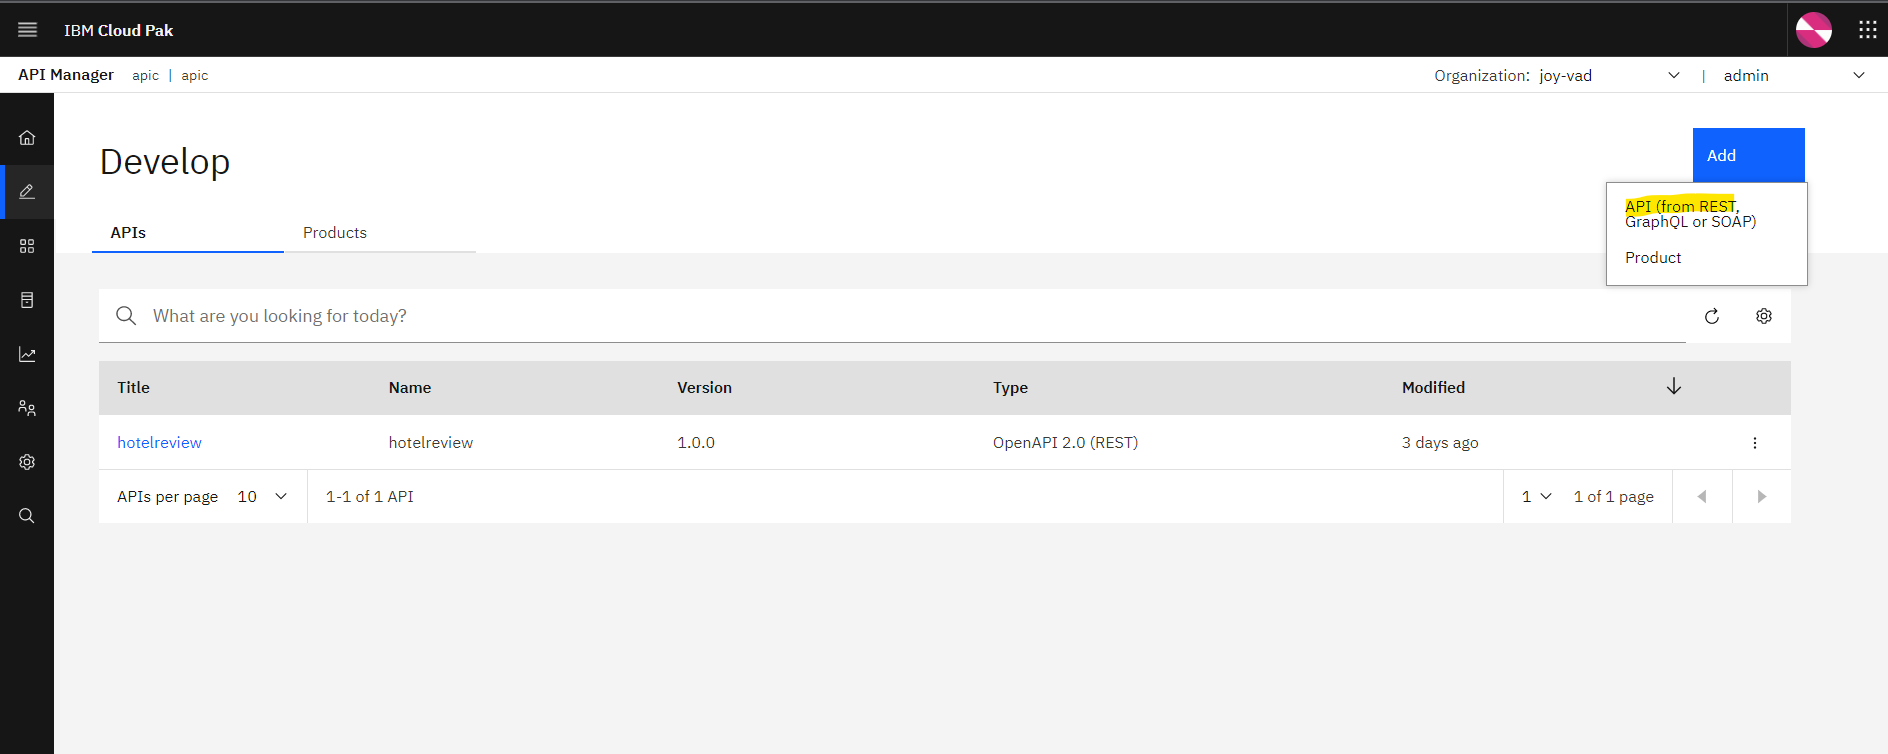 IBM Cloud Pak
API Manager apic | apic Organization: joy-vad | admin
Develop
Add
API (from REST,
GraphQL or SOAP)
Product
APIs Products
What are you looking for today?
Title Name Version Type Modified
hotelreview hotelreview 1.0.0 OpenAPI 2.0 (REST) 3 days ago
APIs per page 10 1-1 of 1 API 1 1 of 1 page